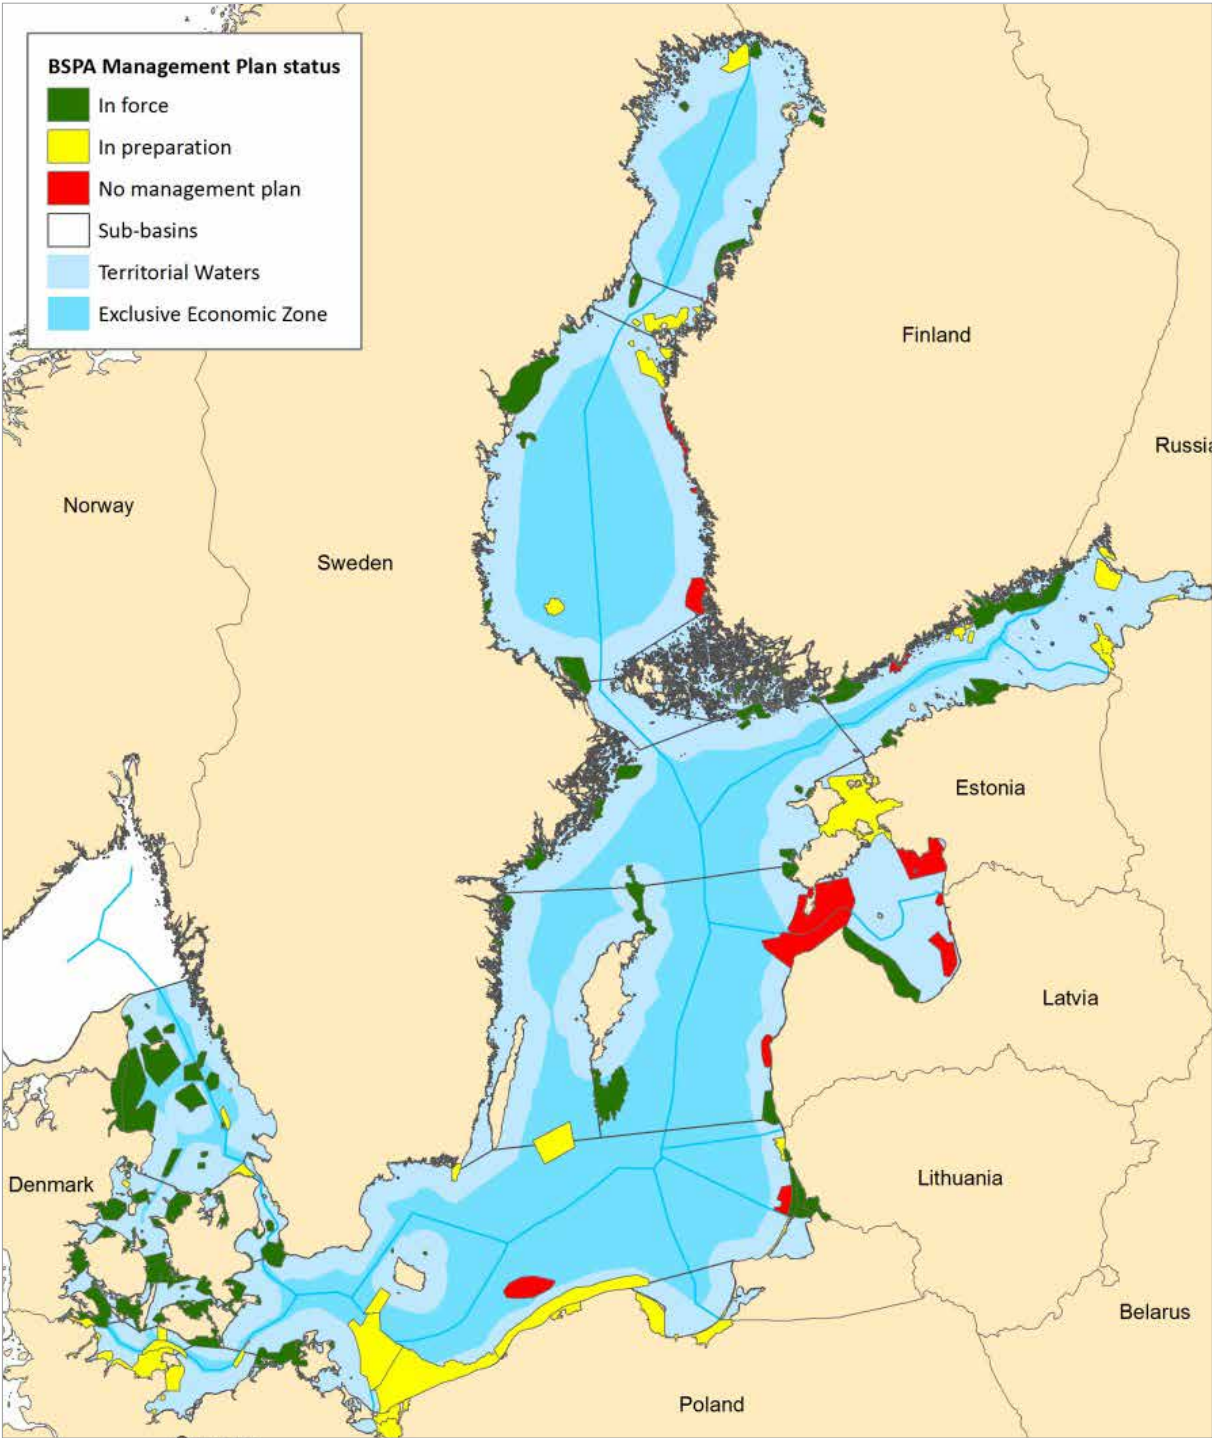 BSPA Management Plan status
In force
In preparation
No management plan
Sub-basins
Territorial Waters
Exclusive Economic Zone
Finland
Russia
Norway
Sweden
Estonia
Latvia
Denmark
Lithuania
Belarus
Poland